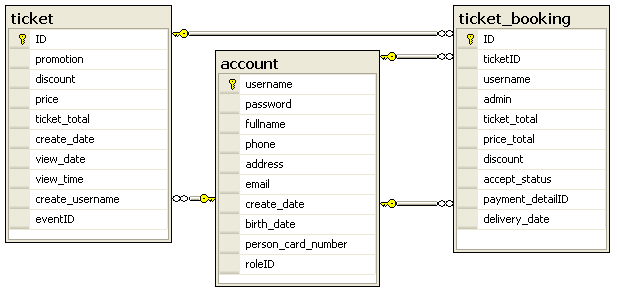 ticket
ID
promotion
discount
price
ticket_total
create_date
view_date
view_time
create_username
eventID
account
username
password
fullname
phone
address
email
create_date
birth_date
person_card_number
roleID
ticket_booking
ID
ticketID
username
admin
ticket_total
price_total
discount
accept_status
payment_detailID
delivery_date